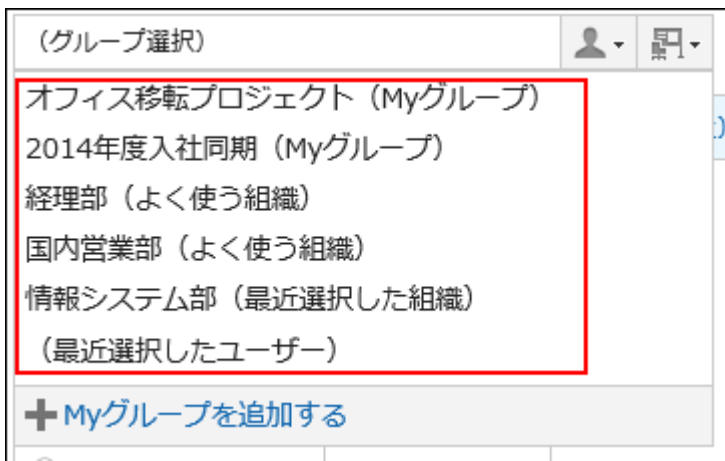 （グループ選択）
オフィス移転プロジェクト（Myグループ）
2014年度入社同期（Myグループ）
経理部（よく使う組織）
国内営業部（よく使う組織）
情報システム部（最近選択した組織）
（最近選択したユーザー）
Myグループを追加する